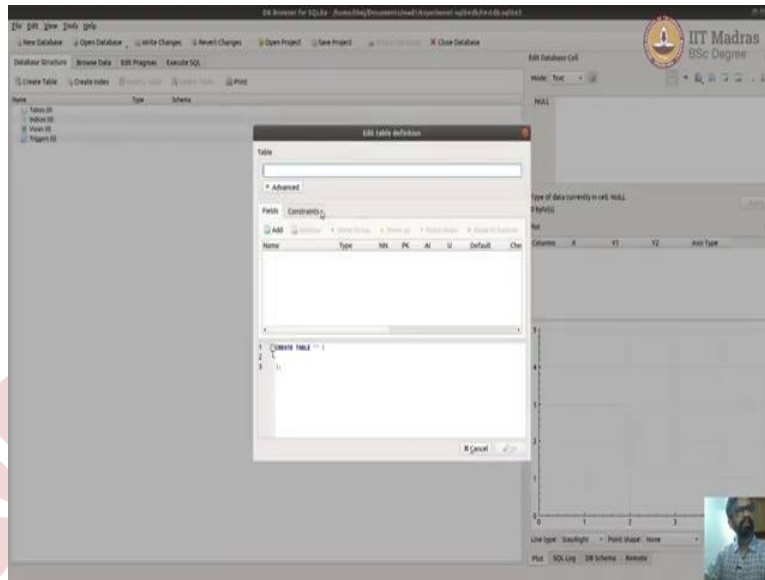 DB Browser for SQLite -
File Edit View Tools Help
New Database Open Database Write Changes Revert Changes Open Project Save Project Close Database
IIT Madras
BSc Degree
Database Structure Browse Data Edit Pragmas Execute SQL
Edit Database Cell
Create Table Create Index Print
Mode: Text
Name Type Schema
Tables (0)
Indices (0)
Views (0)
Triggers (0)
NULL
Edit table definition
Table
Advanced
Type of data currently in cell: NULL
0 byte(s)
Fields Constraints
Plot
Add
Columns X Y1 Y2 Axis Type
Name Type NN PK AI U Default Che
1 CREATE TABLE "" (
2
3 );
Cancel
Line type: Point shape: None
Plot SQL Log DB Schema Remote